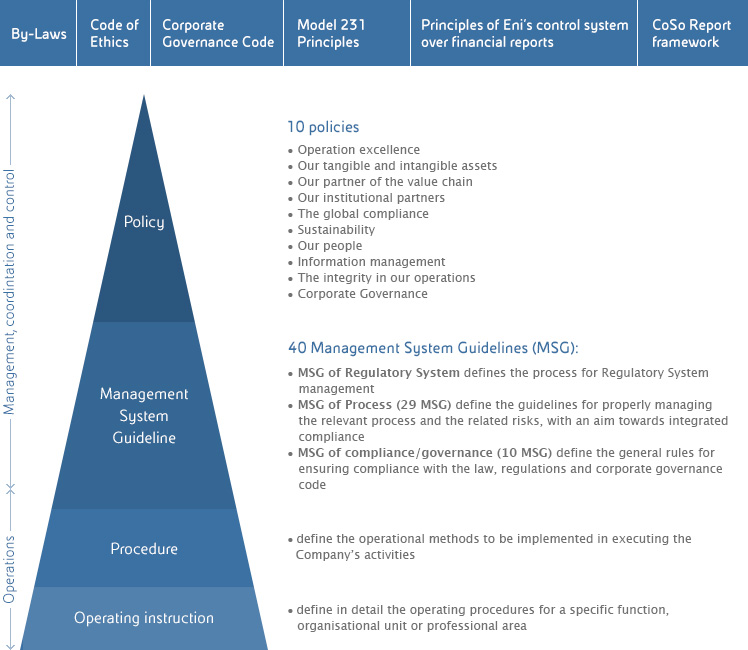 By-Laws
Code of
Ethics
Corporate
Governance Code
Model 231
Principles
Principles of Eni's control system
over financial reports
CoSo Report
framework
Management, coordintation and control
Operations
Policy
10 policies
• Operation excellence
• Our tangible and intangible assets
• Our partner of the value chain
• Our institutional partners
• The global compliance
• Sustainability
• Our people
• Information management
• The integrity in our operations
• Corporate Governance
Management
System
Guideline
40 Management System Guidelines (MSG):
• MSG of Regulatory System defines the process for Regulatory System
management
• MSG of Process (29 MSG) define the guidelines for properly managing
the relevant process and the related risks, with an aim towards integrated
compliance
• MSG of compliance/governance (10 MSG) define the general rules for
ensuring compliance with the law, regulations and corporate governance
code
Procedure
• define the operational methods to be implemented in executing the
Company's activities
Operating instruction
• define in detail the operating procedures for a specific function,
organisational unit or professional area